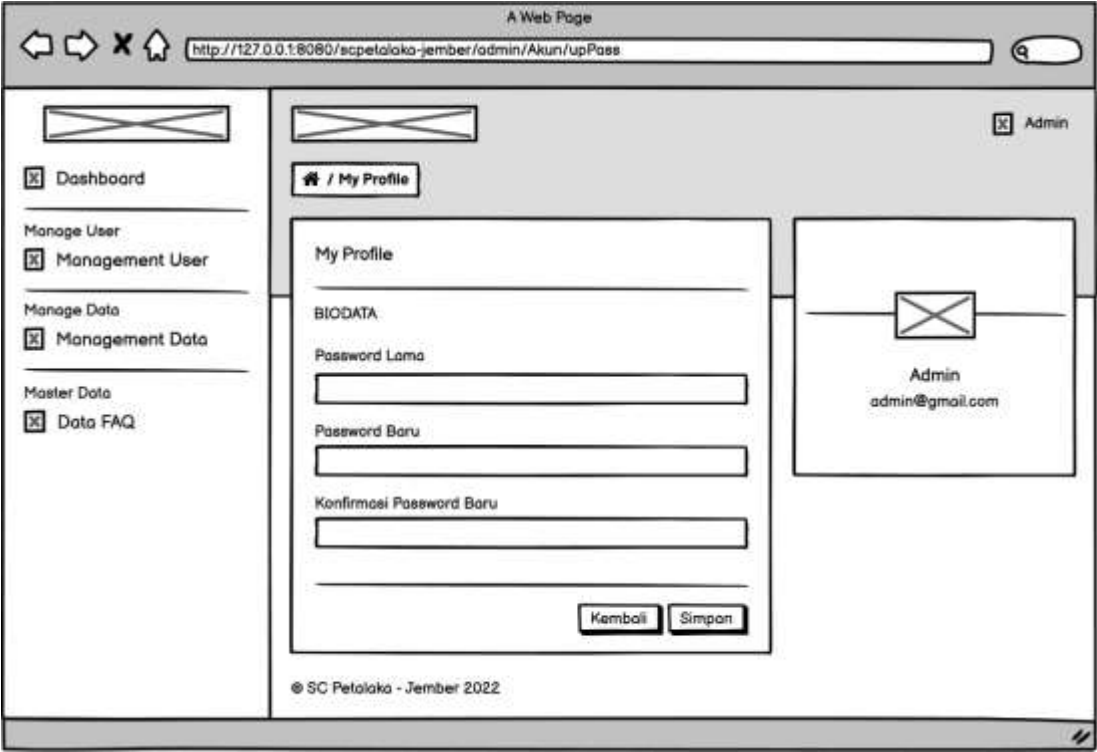 A Web Page
http://127.0.0.1:8080/scpetalaka-jember/admin/Akun/upPass
Admin
Dashboard
/ My Profile
Manage User
Management User
Manage Data
Management Data
Master Data
Data FAQ
My Profile
BIODATA
Password Lama
Password Baru
Konfirmasi Password Baru
Kembali
Simpan
Admin
admin@gmail.com
© SC Petalaka - Jember 2022